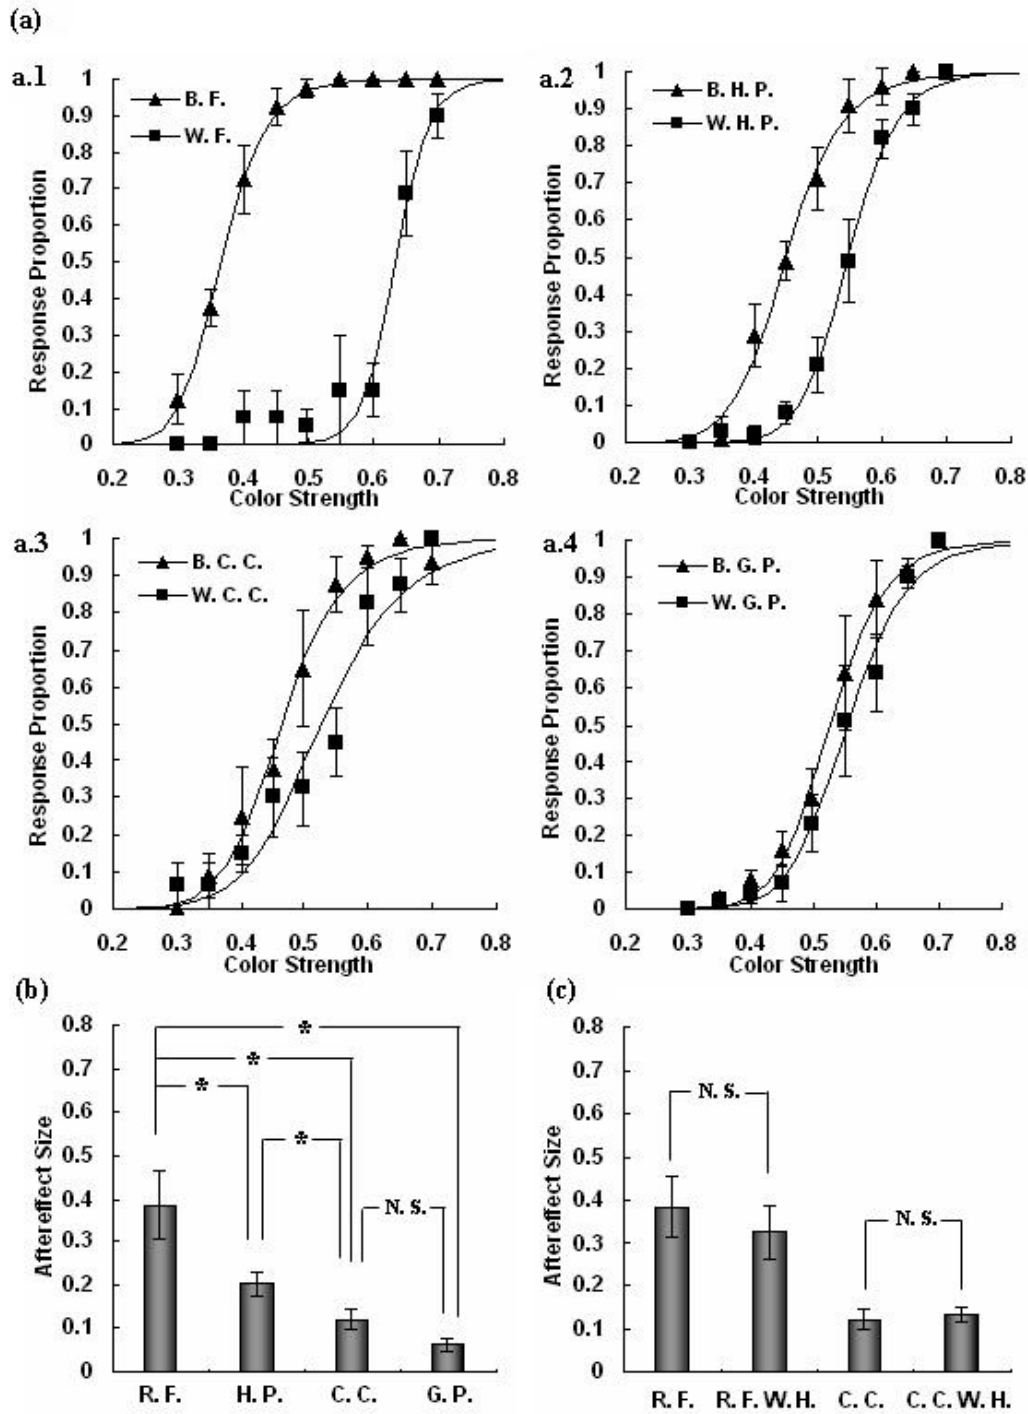 (a)
a.1
B. F.
W. F.
Response Proportion
1
0.9
0.8
0.7
0.6
0.5
0.4
0.3
0.2
0.1
0
0.2 0.3 0.4 0.5 0.6 0.7 0.8
Color Strength
a.2
B. H. P.
W. H. P.
Response Proportion
1
0.9
0.8
0.7
0.6
0.5
0.4
0.3
0.2
0.1
0
0.2 0.3 0.4 0.5 0.6 0.7 0.8
Color Strength
a.3
B. C. C.
W. C. C.
Response Proportion
1
0.9
0.8
0.7
0.6
0.5
0.4
0.3
0.2
0.1
0
0.2 0.3 0.4 0.5 0.6 0.7 0.8
Color Strength
a.4
B. G. P.
W. G. P.
Response Proportion
1
0.9
0.8
0.7
0.6
0.5
0.4
0.3
0.2
0.1
0
0.2 0.3 0.4 0.5 0.6 0.7 0.8
Color Strength
(b)
Aftereffect Size
0.8
0.7
0.6
0.5
0.4
0.3
0.2
0.1
0
*
*
*
*
N. S.
R. F. H. P. C. C. G. P.
(c)
Aftereffect Size
0.8
0.7
0.6
0.5
0.4
0.3
0.2
0.1
0
N. S.
N. S.
R. F. R. F. W. H. C. C. C. C. W. H.